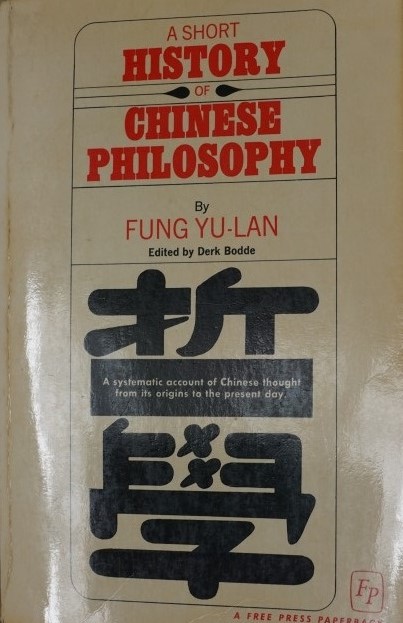 A SHORT
HISTORY
OF
CHINESE
PHILOSOPHY
By
FUNG YU-LAN
Edited by Derk Bodde
哲
A systematic account of Chinese thought
from its origins to the present day.
學
FP
A FREE PRESS PAPERBACK